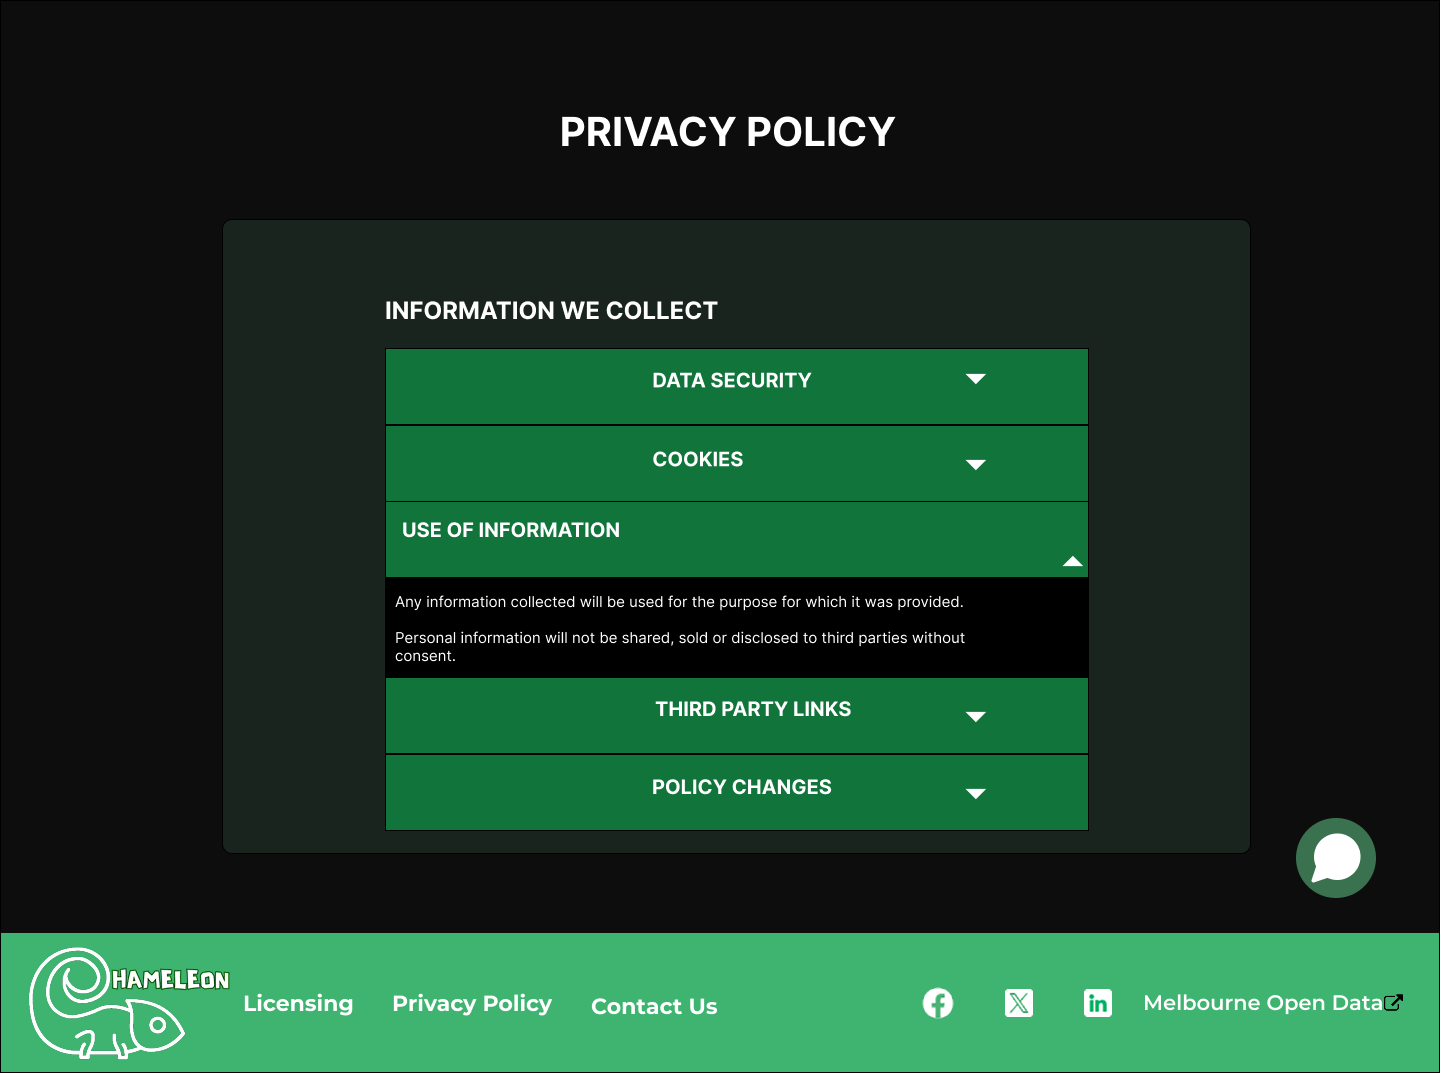 PRIVACY POLICY
INFORMATION WE COLLECT
DATA SECURITY
COOKIES
USE OF INFORMATION
Any information collected will be used for the purpose for which it was provided.
Personal information will not be shared, sold or disclosed to third parties without
consent.
THIRD PARTY LINKS
POLICY CHANGES
HAMELEON
Licensing
Privacy Policy
Contact Us
Melbourne Open Data